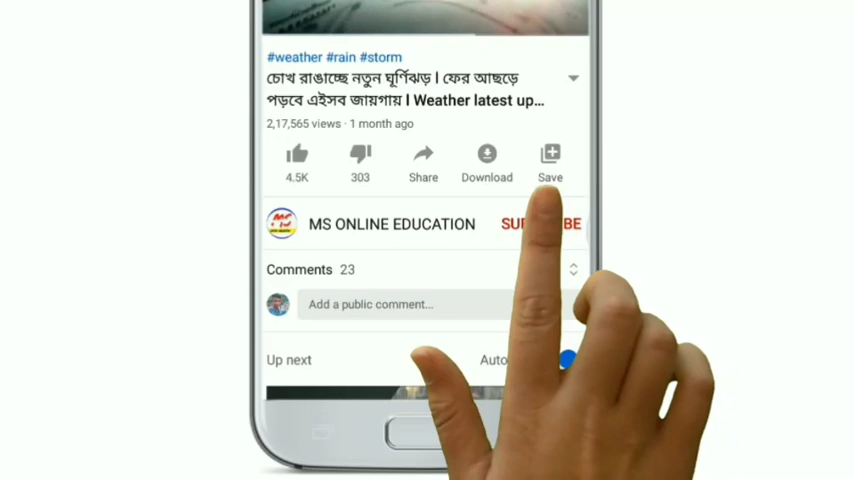 #weather #rain #storm
চোখ রাঙাচ্ছে নতুন ঘূর্ণিঝড় l ফের আছড়ে
পড়বে এইসব জায়গায় l Weather latest up...
2,17,565 views · 1 month ago
4.5K 303 Share Download Save
MS ONLINE EDUCATION
Comments 23
Add a public comment...
Up next